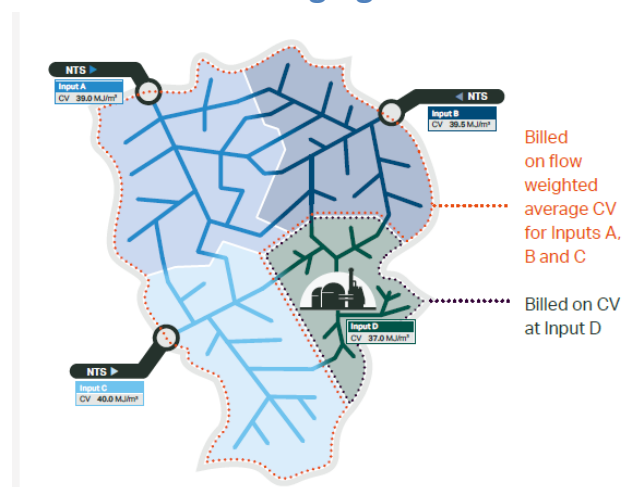 NTS
Input A
CV 39.0 MJ/m³
NTS
Input B
CV 39.5 MJ/m³
Billed
on flow
weighted
average CV
for Inputs A,
B and C
Billed on CV
at Input D
Input D
CV 37.0 MJ/m³
NTS
Input C
CV 40.0 MJ/m³